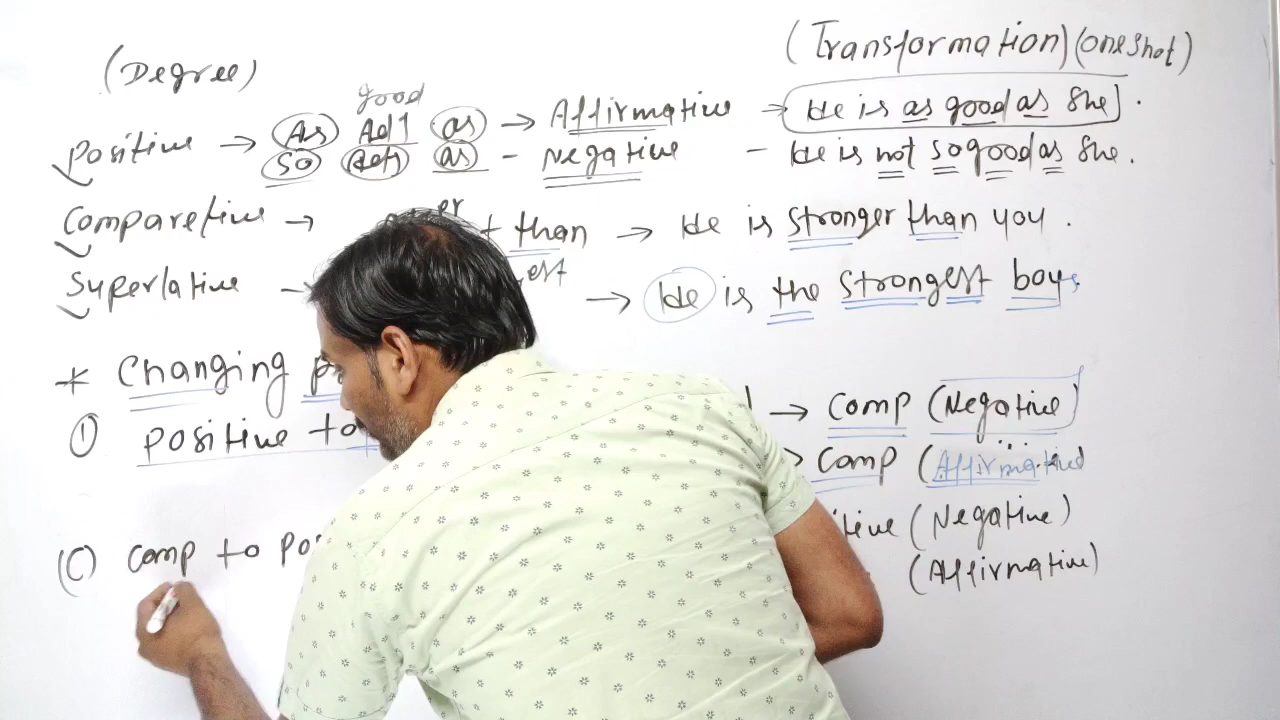 (Degree) (Transformation) (one shot)
good
Positive → As Adj as → Affirmative → He is as good as She.
So Adj as - Negative - He is not so good as She.
Comparetive → er + than → He is stronger than you.
Superlative → est → He is the strongest boy.
* Changing
① positive to → Comp (Negative)
Comp (Affirmative
(C) Comp to (Negative)
(Affirmative)